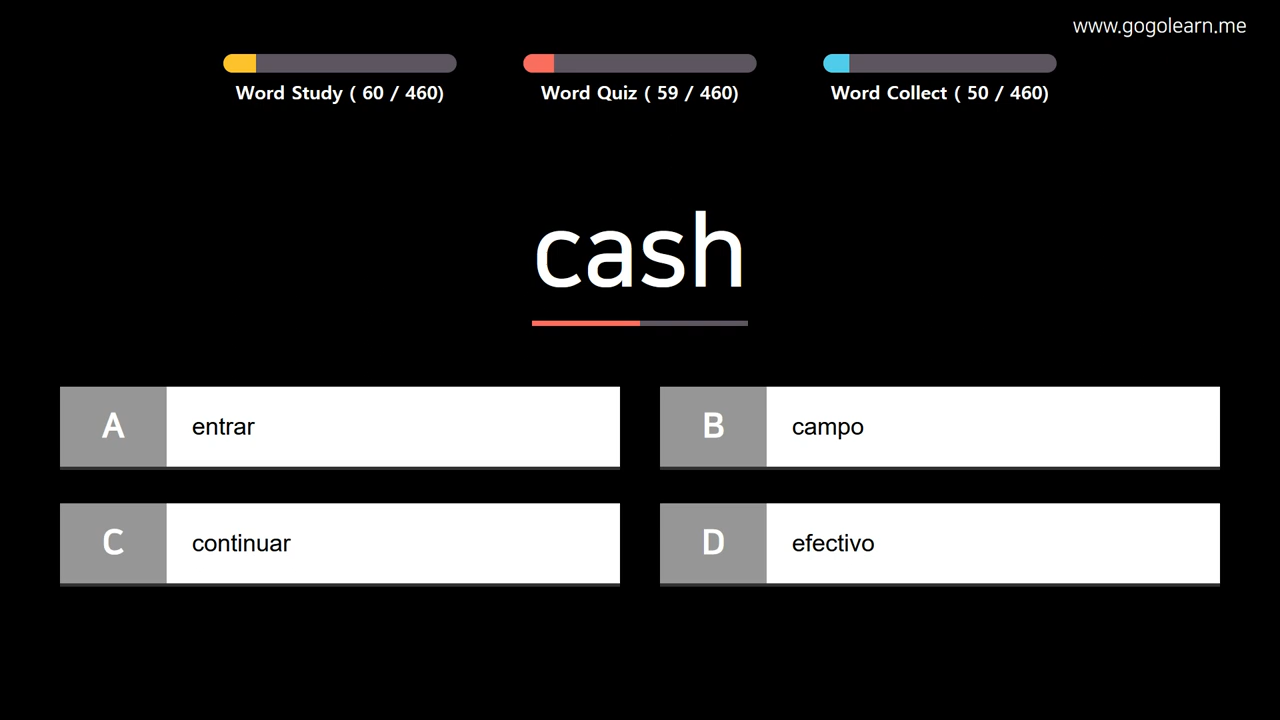 www.gogolearn.me
Word Study ( 60 / 460)
Word Quiz ( 59 / 460)
Word Collect ( 50 / 460)
cash
A entrar
B campo
C continuar
D efectivo